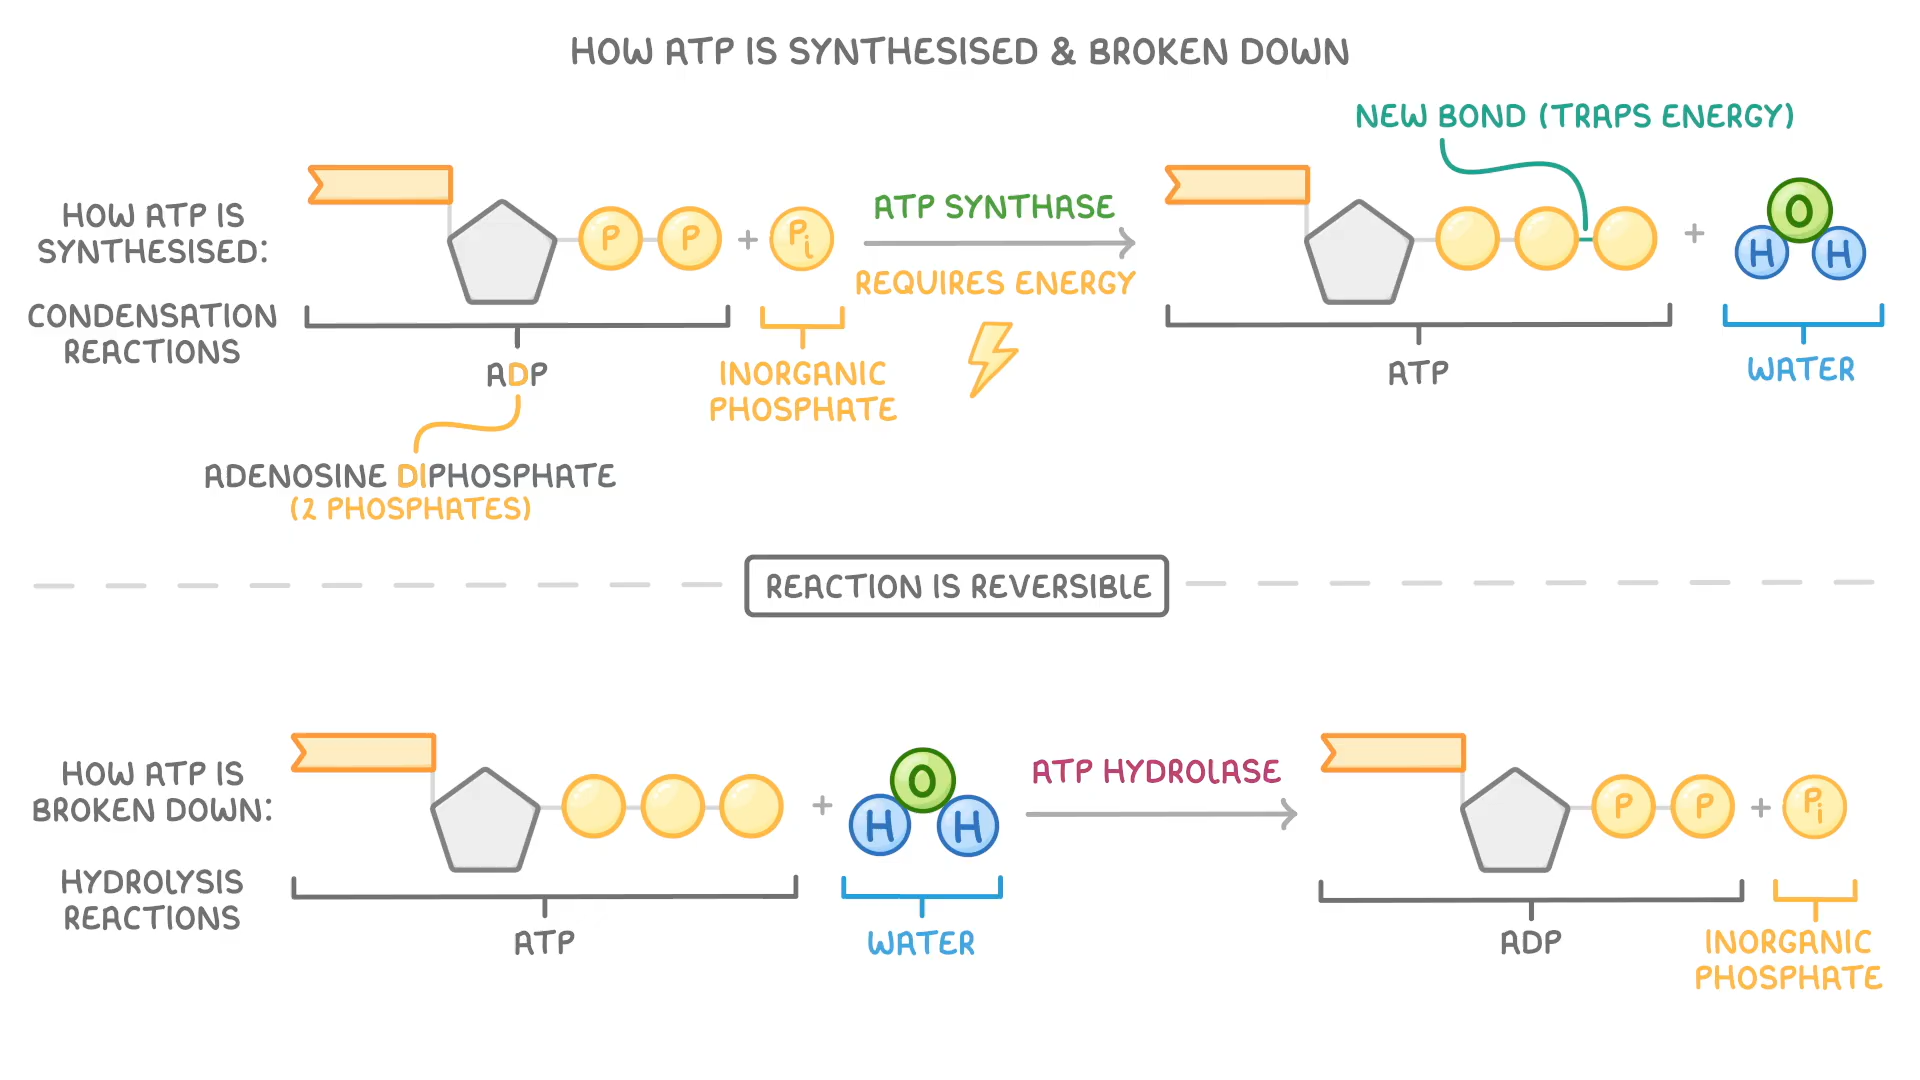 HOW ATP IS SYNTHESISED & BROKEN DOWN
NEW BOND (TRAPS ENERGY)
HOW ATP IS
SYNTHESISED:
CONDENSATION
REACTIONS
P
P
+
Pi
ATP SYNTHASE
REQUIRES ENERGY
+
O
H
H
ADP
INORGANIC
PHOSPHATE
ATP
WATER
ADENOSINE DIPHOSPHATE
(2 PHOSPHATES)
REACTION IS REVERSIBLE
HOW ATP IS
BROKEN DOWN:
HYDROLYSIS
REACTIONS
+
O
H
H
ATP HYDROLASE
P
P
+
Pi
ATP
WATER
ADP
INORGANIC
PHOSPHATE